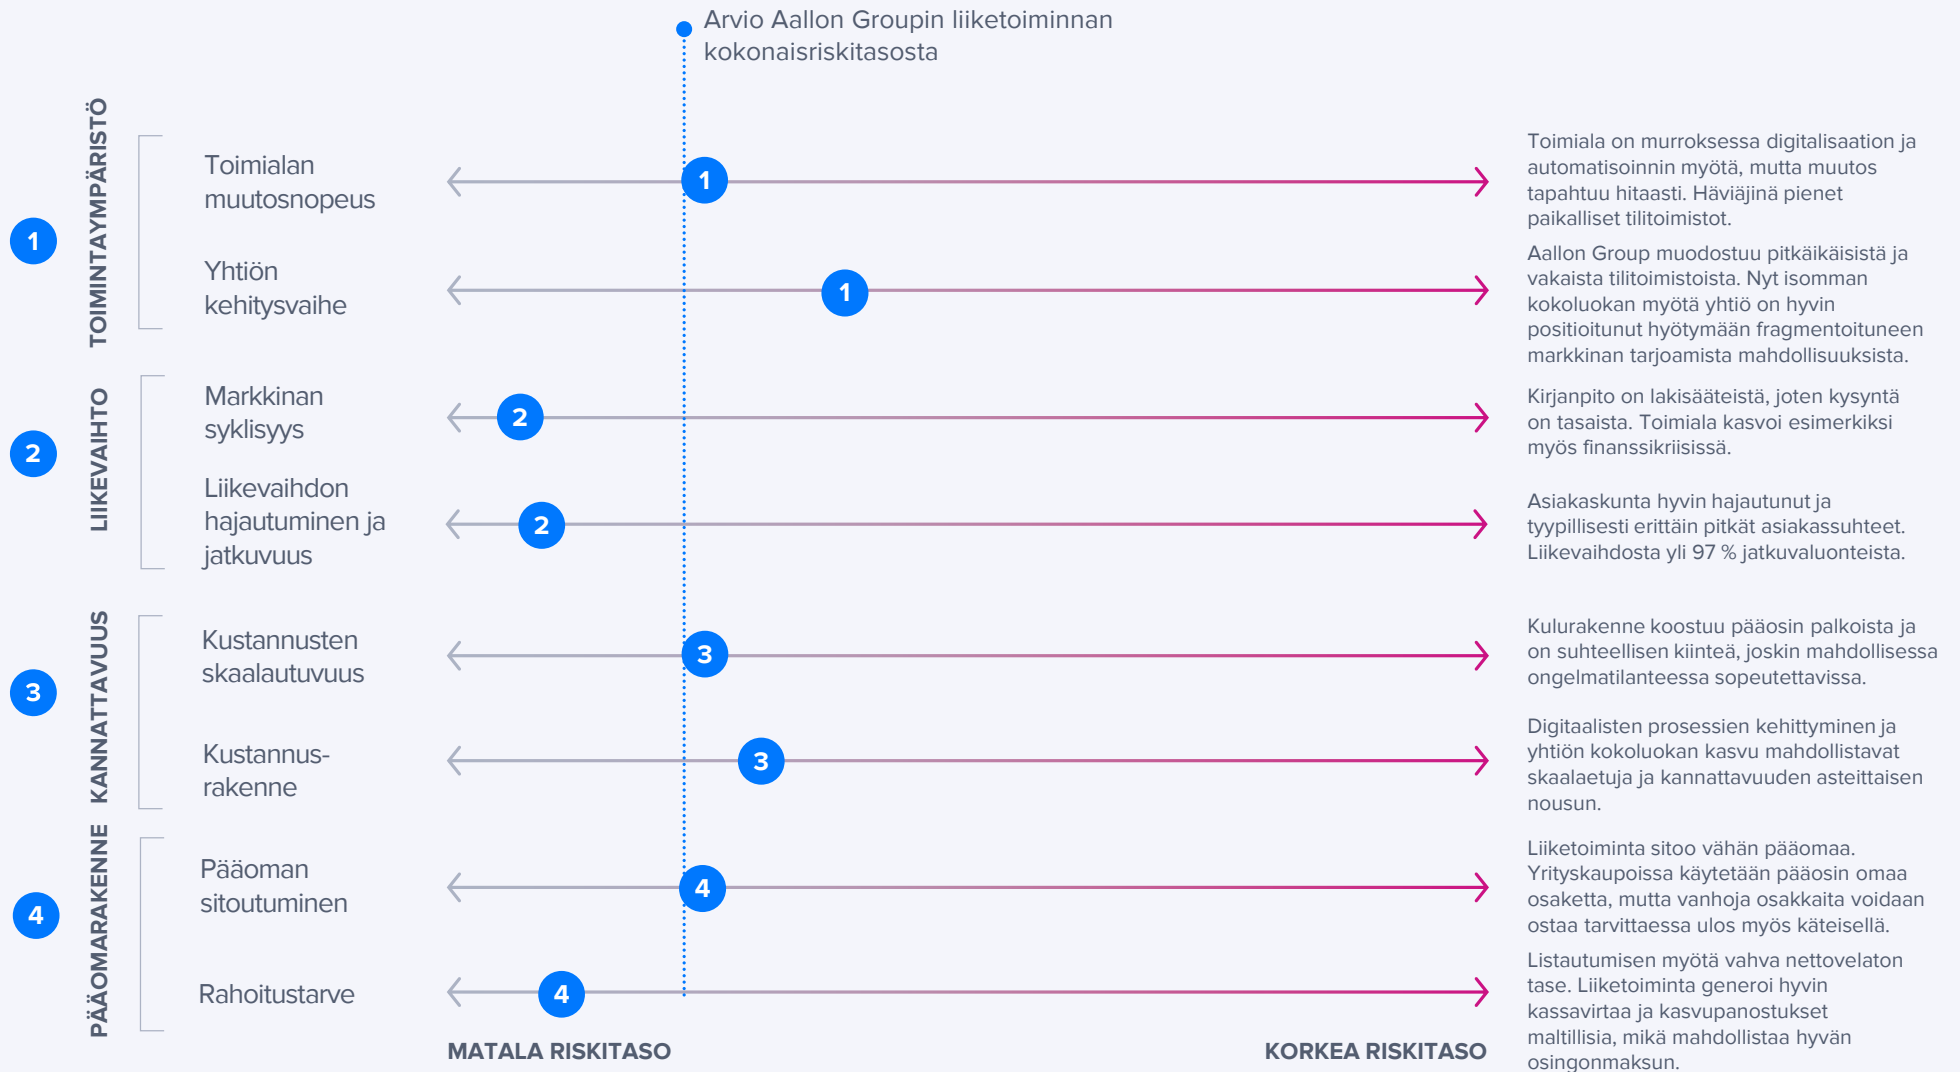 Arvio Aallon Groupin liiketoiminnan
kokonaisriskitasosta
1
TOIMINTAYMPÄRISTÖ
Toimialan
muutosnopeus
1
Toimiala on murroksessa digitalisaation ja
automatisoinnin myötä, mutta muutos
tapahtuu hitaasti. Häviäjinä pienet
paikalliset tilitoimistot.
Yhtiön
kehitysvaihe
1
Aallon Group muodostuu pitkäikäisistä ja
vakaista tilitoimistoista. Nyt isomman
kokoluokan myötä yhtiö on hyvin
positioitunut hyötymään fragmentoituneen
markkinan tarjoamista mahdollisuuksista.
2
LIIKEVAIHTO
Markkinan
syklisyys
2
Kirjanpito on lakisääteistä, joten kysyntä
on tasaista. Toimiala kasvoi esimerkiksi
myös finanssikriisissä.
Liikevaihdon
hajautuminen ja
jatkuvuus
2
Asiakaskunta hyvin hajautunut ja
tyypillisesti erittäin pitkät asiakassuhteet.
Liikevaihdosta yli 97 % jatkuvaluonteista.
3
KANNATTAVUUS
Kustannusten
skaalautuvuus
3
Kulurakenne koostuu pääosin palkoista ja
on suhteellisen kiinteä, joskin mahdollisessa
ongelmatilanteessa sopeutettavissa.
Kustannus-
rakenne
3
Digitaalisten prosessien kehittyminen ja
yhtiön kokoluokan kasvu mahdollistavat
skaalaetuja ja kannattavuuden asteittaisen
nousun.
4
PÄÄOMARAKENNE
Pääoman
sitoutuminen
4
Liiketoiminta sitoo vähän pääomaa.
Yrityskaupoissa käytetään pääosin omaa
osaketta, mutta vanhoja osakkaita voidaan
ostaa tarvittaessa ulos myös käteisellä.
Rahoitustarve
4
Listautumisen myötä vahva nettovelaton
tase. Liiketoiminta generoi hyvin
kassavirtaa ja kasvupanostukset
maltillisia, mikä mahdollistaa hyvän
osingonmaksun.
MATALA RISKITASO
KORKEA RISKITASO